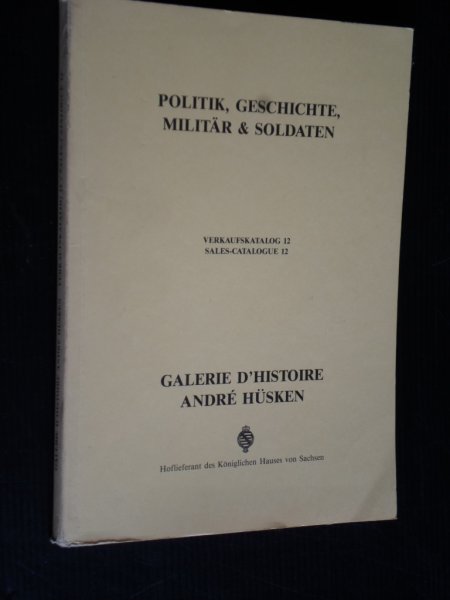 POLITIK, GESCHICHTE,
MILITÄR & SOLDATEN
VERKAUFSKATALOG 12
SALES-CATALOGUE 12
GALERIE D'HISTOIRE
ANDRÉ HÜSKEN
Hoflieferant des Königlichen Hauses von Sachsen